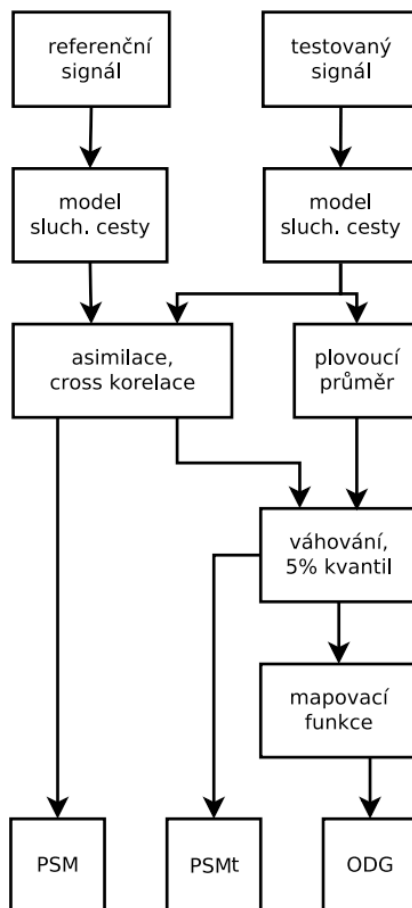 referenční
signál
testovaný
signál
model
sluch. cesty
model
sluch. cesty
asimilace,
cross korelace
plovoucí
průměr
váhování,
5% kvantil
mapovací
funkce
PSM
PSMt
ODG